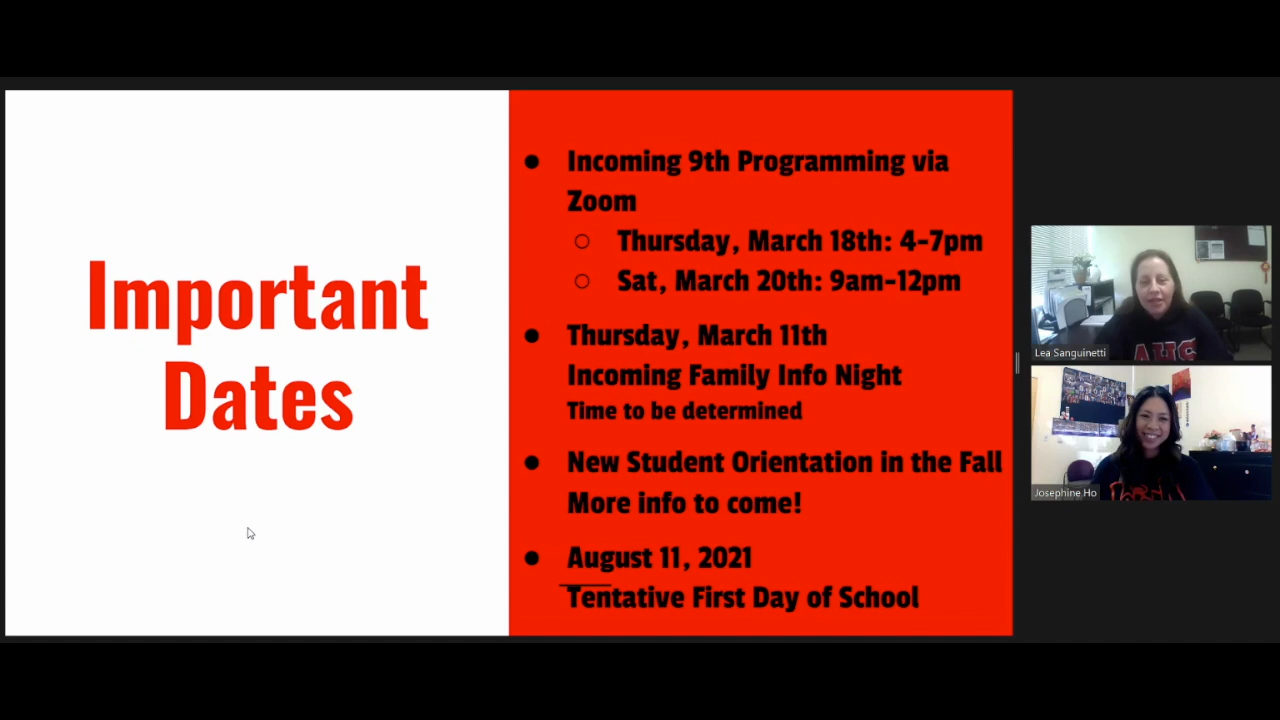 Important
Dates
● Incoming 9th Programming via
Zoom
○ Thursday, March 18th: 4-7pm
○ Sat, March 20th: 9am-12pm
● Thursday, March 11th
Incoming Family Info Night
Time to be determined
● New Student Orientation in the Fall
More info to come!
● August 11, 2021
Tentative First Day of School
AHS
Lea Sanguinetti
Josephine Ho